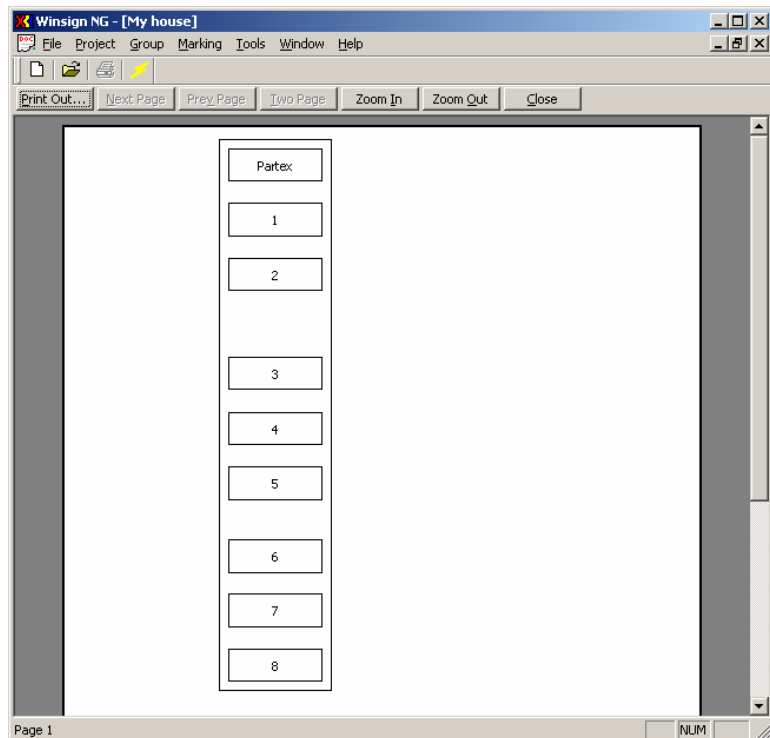 Winsign NG - [My house]
File Project Group Marking Tools Window Help
Print Out... Next Page Prev Page Two Page Zoom In Zoom Out Close
Partex
1
2
3
4
5
6
7
8
Page 1 NUM